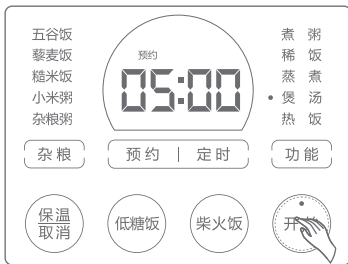 五谷饭
藜麦饭
糙米饭
小米粥
杂粮粥
预约
05:00
煮粥
稀饭
蒸煮
• 煲汤
热饭
杂粮
预约 | 定时
功能
保温
取消
低糖饭
柴火饭
开